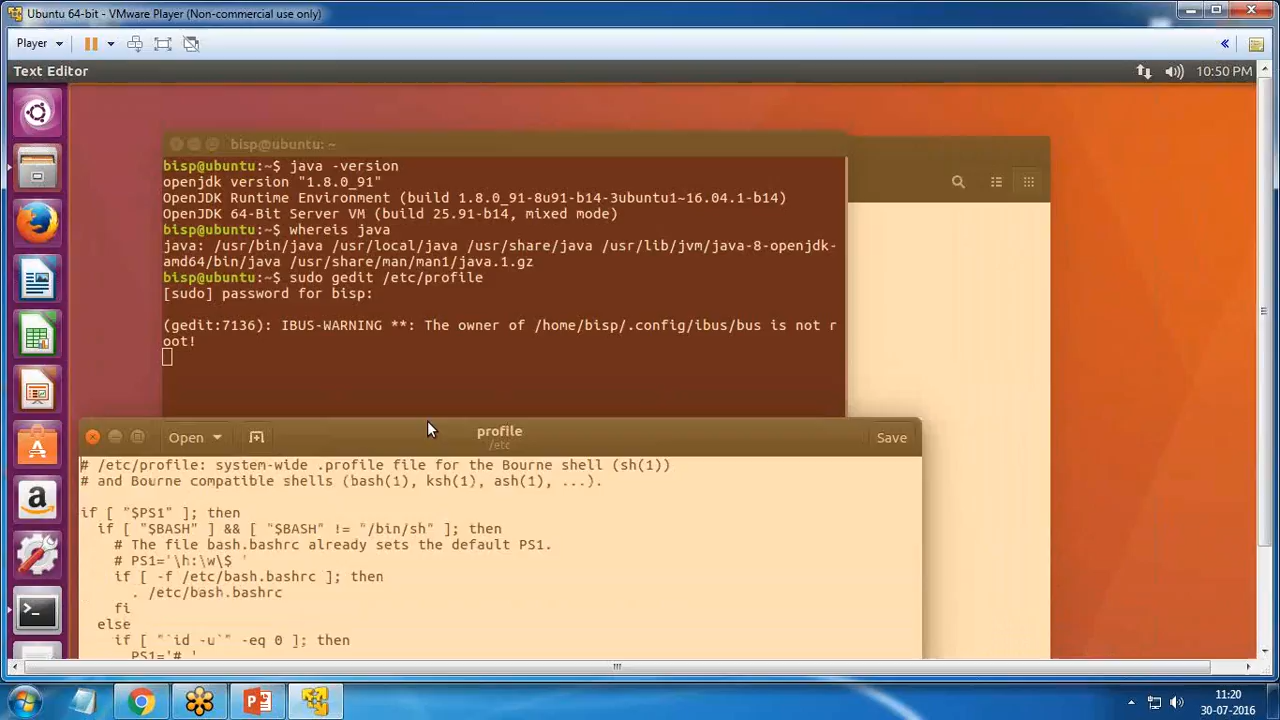 Ubuntu 64-bit - VMware Player (Non-commercial use only)
Player
Text Editor
10:50 PM
bisp@ubuntu: ~
bisp@ubuntu:~$ java -version
openjdk version "1.8.0_91"
OpenJDK Runtime Environment (build 1.8.0_91-8u91-b14-3ubuntu1~16.04.1-b14)
OpenJDK 64-Bit Server VM (build 25.91-b14, mixed mode)
bisp@ubuntu:~$ whereis java
java: /usr/bin/java /usr/local/java /usr/share/java /usr/lib/jvm/java-8-openjdk-
amd64/bin/java /usr/share/man/man1/java.1.gz
bisp@ubuntu:~$ sudo gedit /etc/profile
[sudo] password for bisp:
(gedit:7136): IBUS-WARNING **: The owner of /home/bisp/.config/ibus/bus is not r
oot!
Open
profile
/etc
Save
# /etc/profile: system-wide .profile file for the Bourne shell (sh(1))
# and Bourne compatible shells (bash(1), ksh(1), ash(1), ...).
if [ "$PS1" ]; then
if [ "$BASH" ] && [ "$BASH" != "/bin/sh" ]; then
# The file bash.bashrc already sets the default PS1.
# PS1='\h:\w\$ '
if [ -f /etc/bash.bashrc ]; then
. /etc/bash.bashrc
fi
else
if [ "`id -u`" -eq 0 ]; then
PS1='# '
11:20
30-07-2016